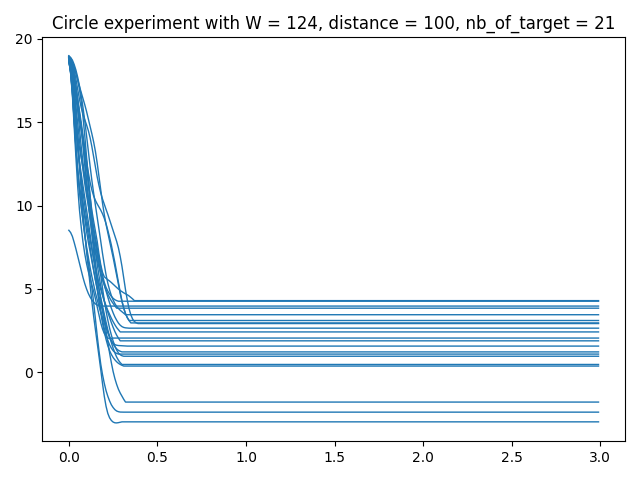 Circle experiment with W = 124, distance = 100, nb_of_target = 21
20
15
10
5
0
0.0 0.5 1.0 1.5 2.0 2.5 3.0